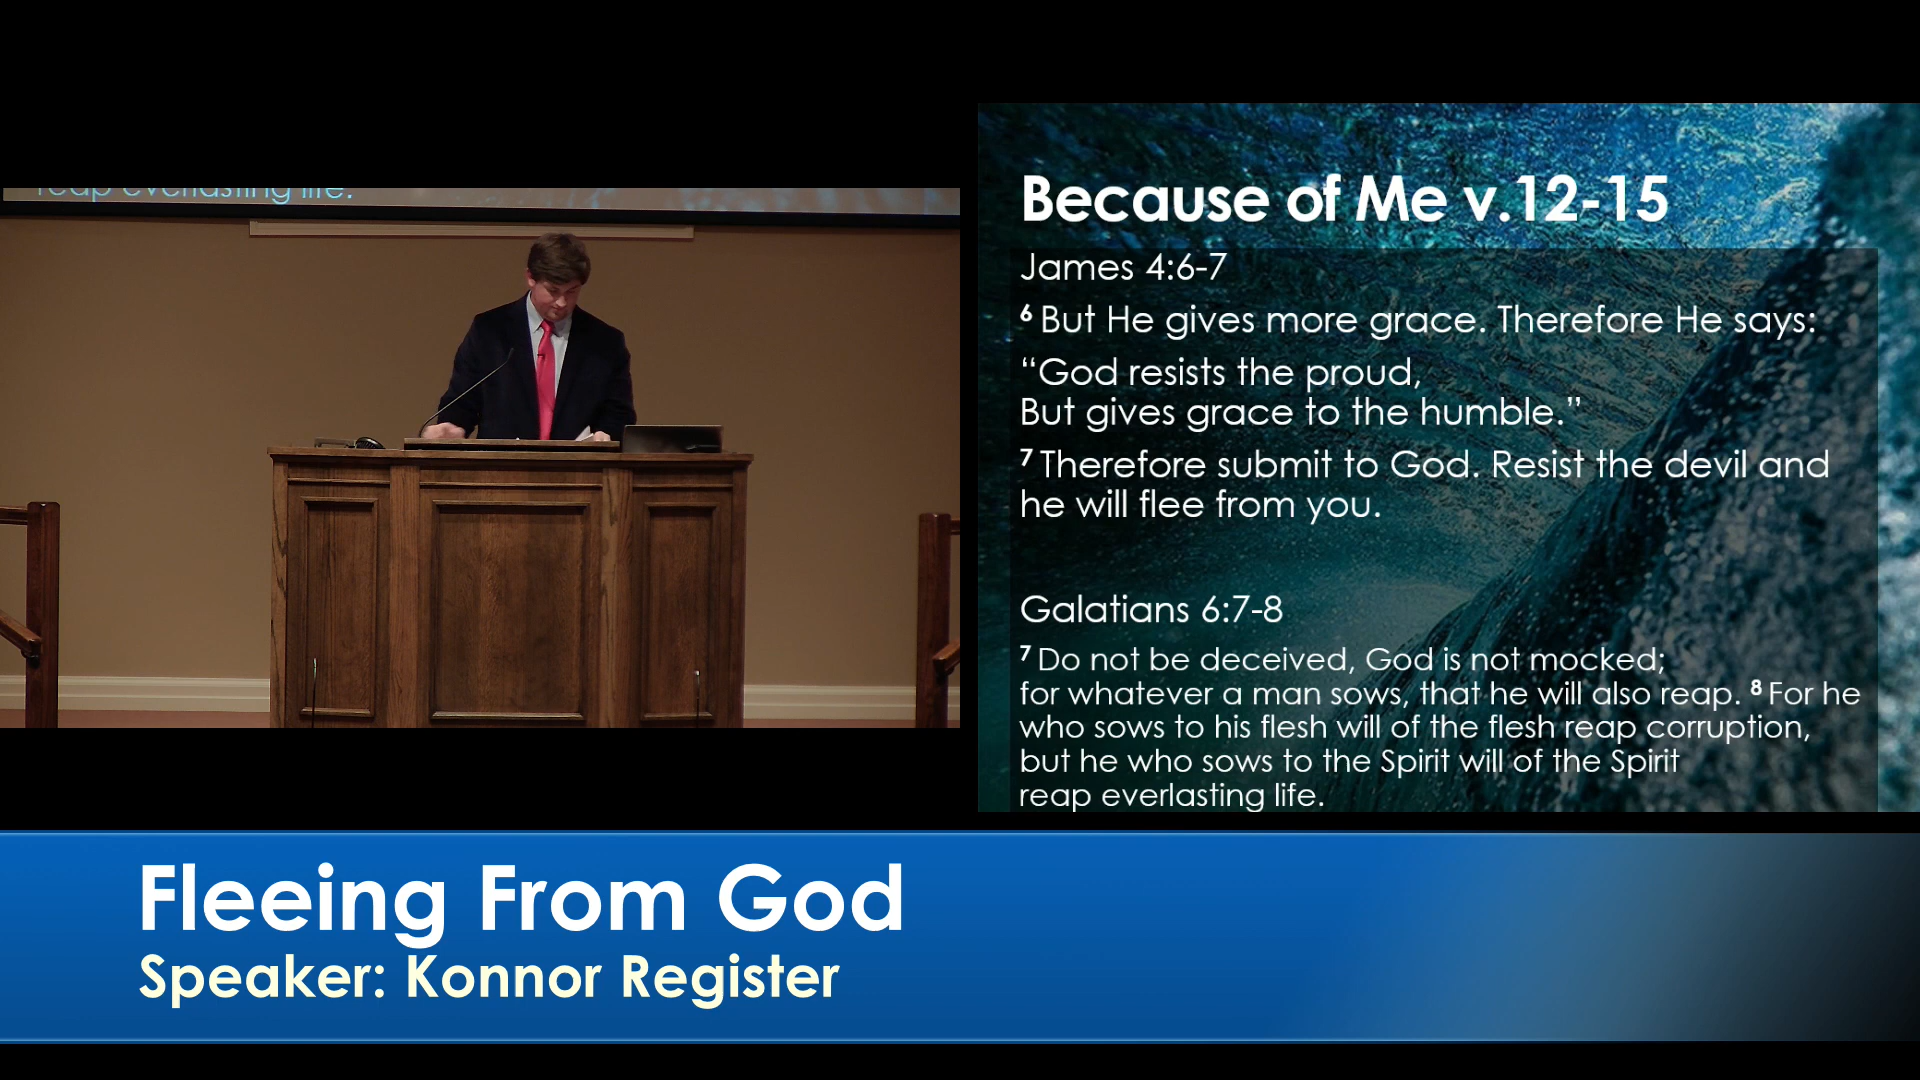 reap everlasting life.
Because of Me v.12-15
James 4:6-7
6 But He gives more grace. Therefore He says:
“God resists the proud,
But gives grace to the humble.”
7 Therefore submit to God. Resist the devil and
he will flee from you.
Galatians 6:7-8
7 Do not be deceived, God is not mocked;
for whatever a man sows, that he will also reap. 8 For he
who sows to his flesh will of the flesh reap corruption,
but he who sows to the Spirit will of the Spirit
reap everlasting life.
Fleeing From God
Speaker: Konnor Register